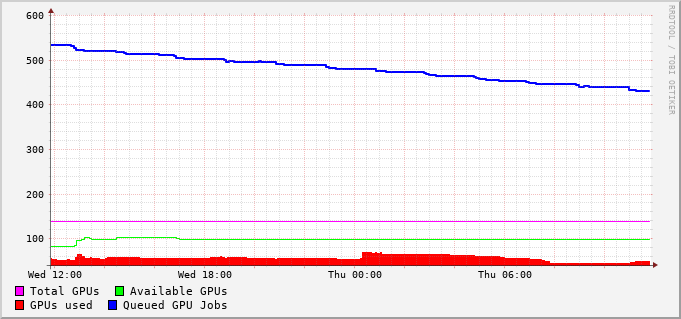 600
500
400
300
200
100
Wed 12:00 Wed 18:00 Thu 00:00 Thu 06:00
Total GPUs Available GPUs
GPUs used Queued GPU Jobs
RRDTOOL / TOBI OETIKER